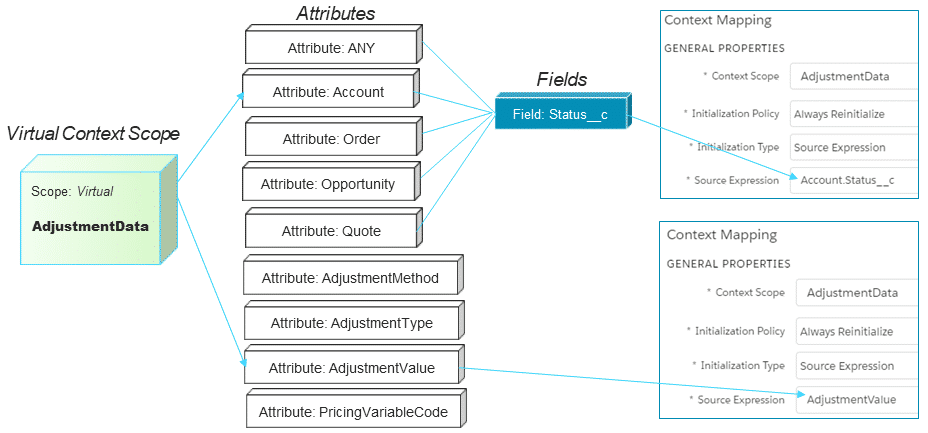 Attributes
Attribute: ANY
Attribute: Account
Attribute: Order
Attribute: Opportunity
Attribute: Quote
Attribute: AdjustmentMethod
Attribute: AdjustmentType
Attribute: AdjustmentValue
Attribute: PricingVariableCode
Virtual Context Scope
Scope: Virtual
AdjustmentData
Fields
Field: Status__c
Context Mapping
GENERAL PROPERTIES
* Context Scope AdjustmentData
* Initialization Policy Always Reinitialize
* Initialization Type Source Expression
* Source Expression Account.Status__c
Context Mapping
GENERAL PROPERTIES
* Context Scope AdjustmentData
* Initialization Policy Always Reinitialize
* Initialization Type Source Expression
* Source Expression AdjustmentValue